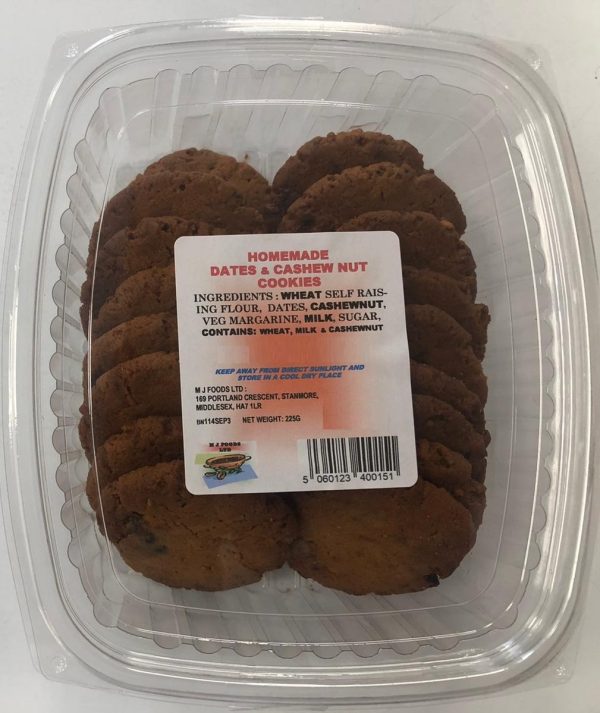 HOMEMADE
DATES & CASHEW NUT
COOKIES
INGREDIENTS : WHEAT SELF RAIS-
ING FLOUR, DATES, CASHEWNUT,
VEG MARGARINE, MILK, SUGAR,
CONTAINS: WHEAT, MILK & CASHEWNUT
KEEP AWAY FROM DIRECT SUNLIGHT AND
STORE IN A COOL DRY PLACE
M J FOODS LTD :
169 PORTLAND CRESCENT, STANMORE,
MIDDLESEX, HA7 1LR
BN114SEP3 NET WEIGHT: 225G
M J FOODS
LTD
5 060123 400151